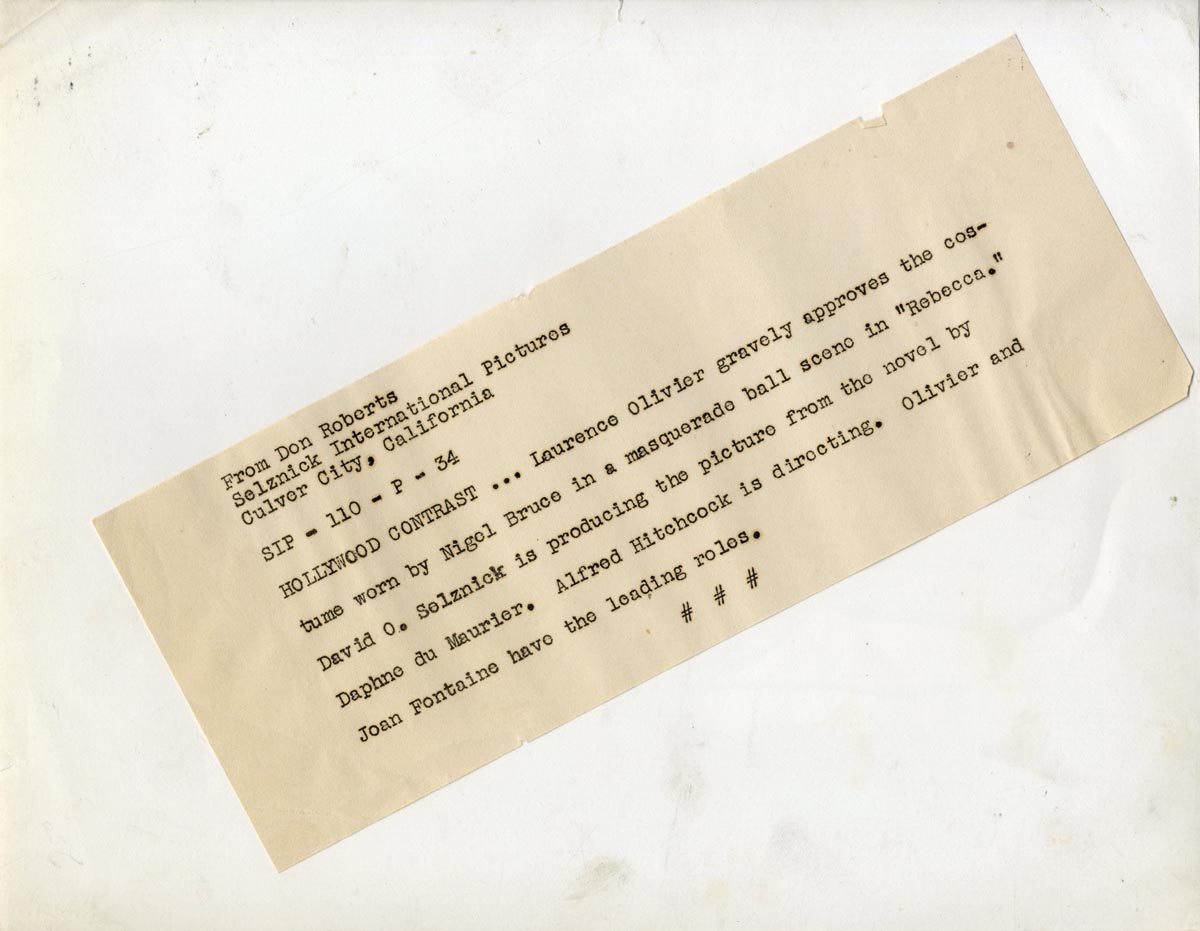 From Don Roberts
Selznick International Pictures
Culver City, California
SIP - 110 - P - 34
HOLLYWOOD CONTRAST ... Laurence Olivier gravely approves the cos-
tume worn by Nigel Bruce in a masquerade ball scene in "Rebecca."
David O. Selznick is producing the picture from the novel by
Daphne du Maurier. Alfred Hitchcock is directing. Olivier and
Joan Fontaine have the leading roles.
# # #